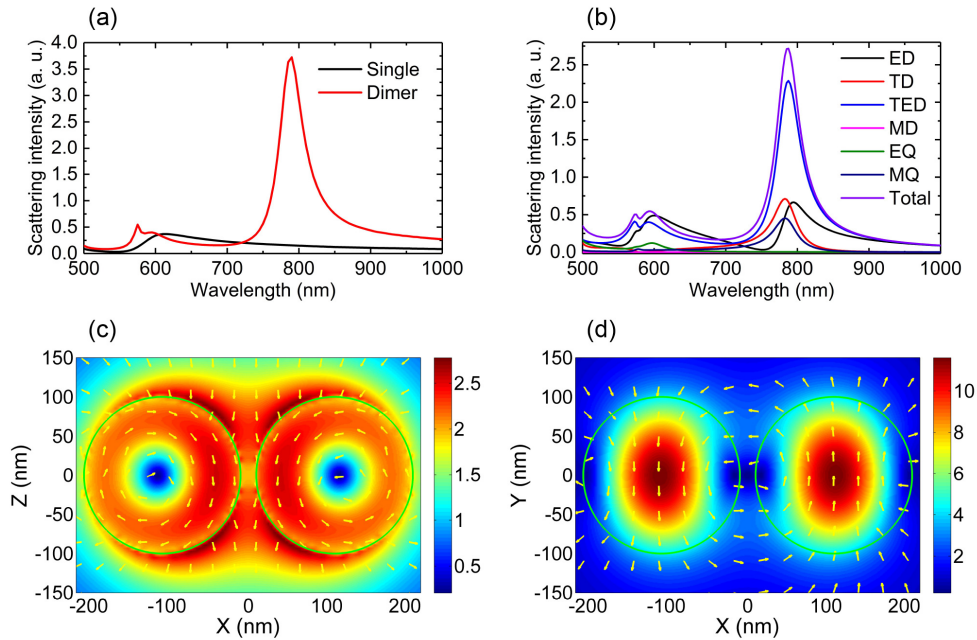 (a)
4.0
3.5
3.0
2.5
2.0
1.5
1.0
0.5
0.0
Scattering intensity (a. u.)
Single
Dimer
500 600 700 800 900 1000
Wavelength (nm)
(b)
2.5
2.0
1.5
1.0
0.5
0.0
Scattering intensity (a. u.)
ED
TD
TED
MD
EQ
MQ
Total
500 600 700 800 900 1000
Wavelength (nm)
(c)
150
100
50
0
-50
-100
-150
Z (nm)
-200 -100 0 100 200
X (nm)
2.5
2
1.5
1
0.5
(d)
150
100
50
0
-50
-100
-150
Y (nm)
-200 -100 0 100 200
X (nm)
10
8
6
4
2